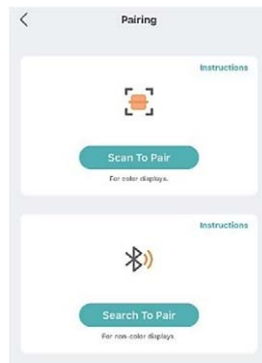 Pairing
Instructions
Scan To Pair
For color displays.
Instructions
Search To Pair
For non-color displays.